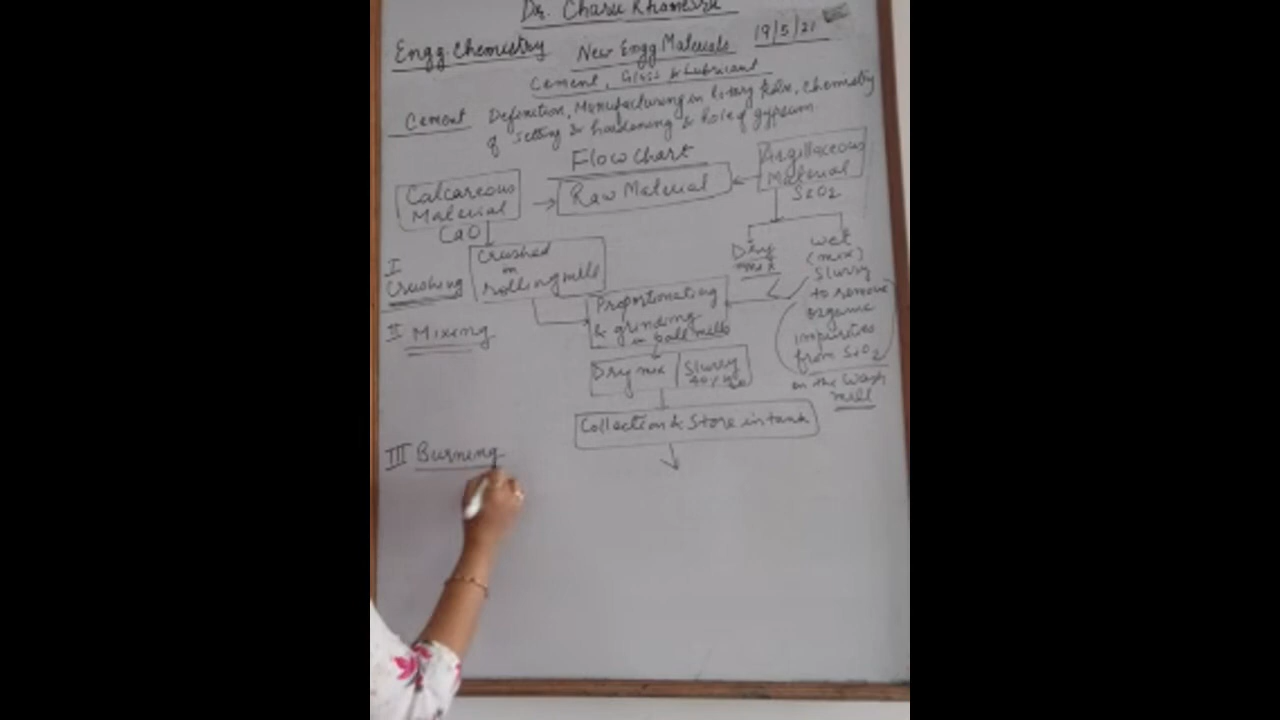 Dr. Charu Khamesra
Engg. Chemistry
New Engg Materials
19/5/21
Cement, Glass & Lubricant
Cement
Definition, Manufacturing in rotary kiln, chemistry
of setting & hardening & Role of gypsum
Flow Chart
Calcareous
Material
CaO
Raw Material
Argillaceous
Material
SiO2
I
Crushing
Crushed
in
rolling mill
Dry
mix
wet
(mix)
Slurry
to remove
organic
impurities
from SiO2
in the wash
mill
II Mixing
Proportionating
& grinding
in ball mills
Dry mix
Slurry
40%
Collection & Store in tank
III Burning